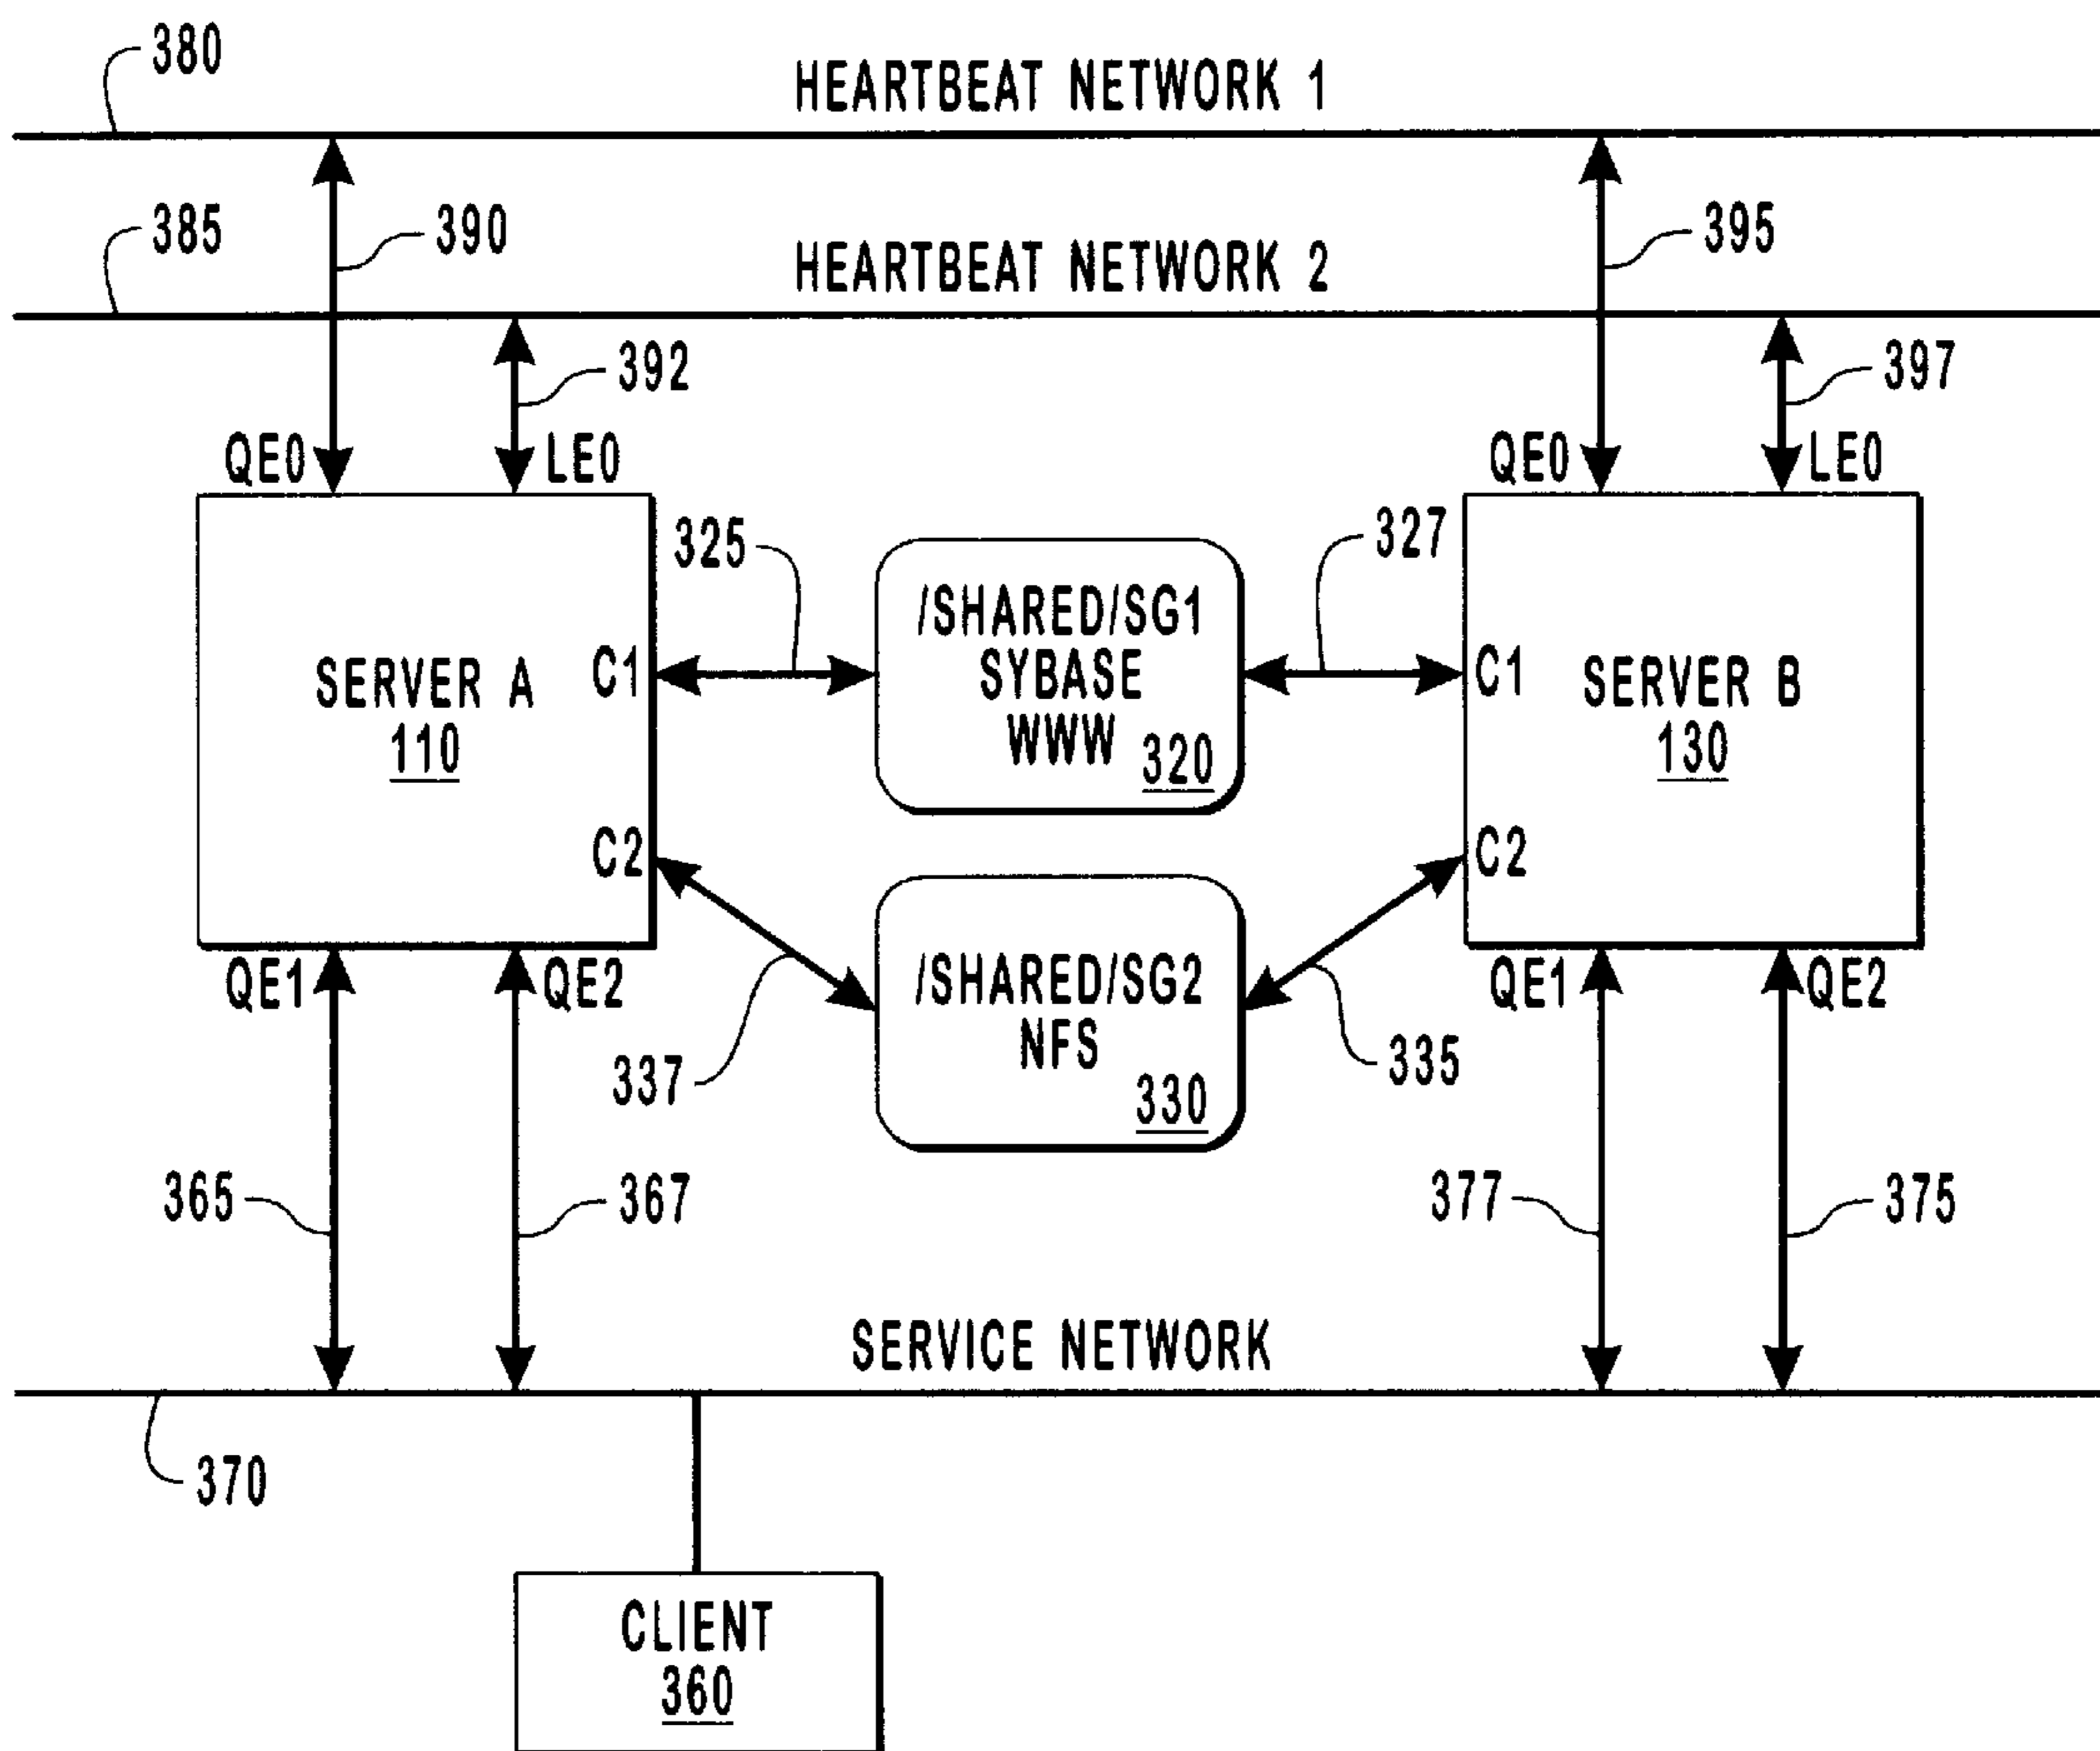 380
HEARTBEAT NETWORK 1
385
390
395
HEARTBEAT NETWORK 2
392
397
QE0
LE0
QE0
LE0
325
327
/SHARED/SG1
SYBASE
WWW
320
SERVER A
110
C1
C2
C1
C2
SERVER B
130
QE1
QE2
/SHARED/SG2
NFS
330
QE1
QE2
337
335
365
367
377
375
SERVICE NETWORK
370
CLIENT
360